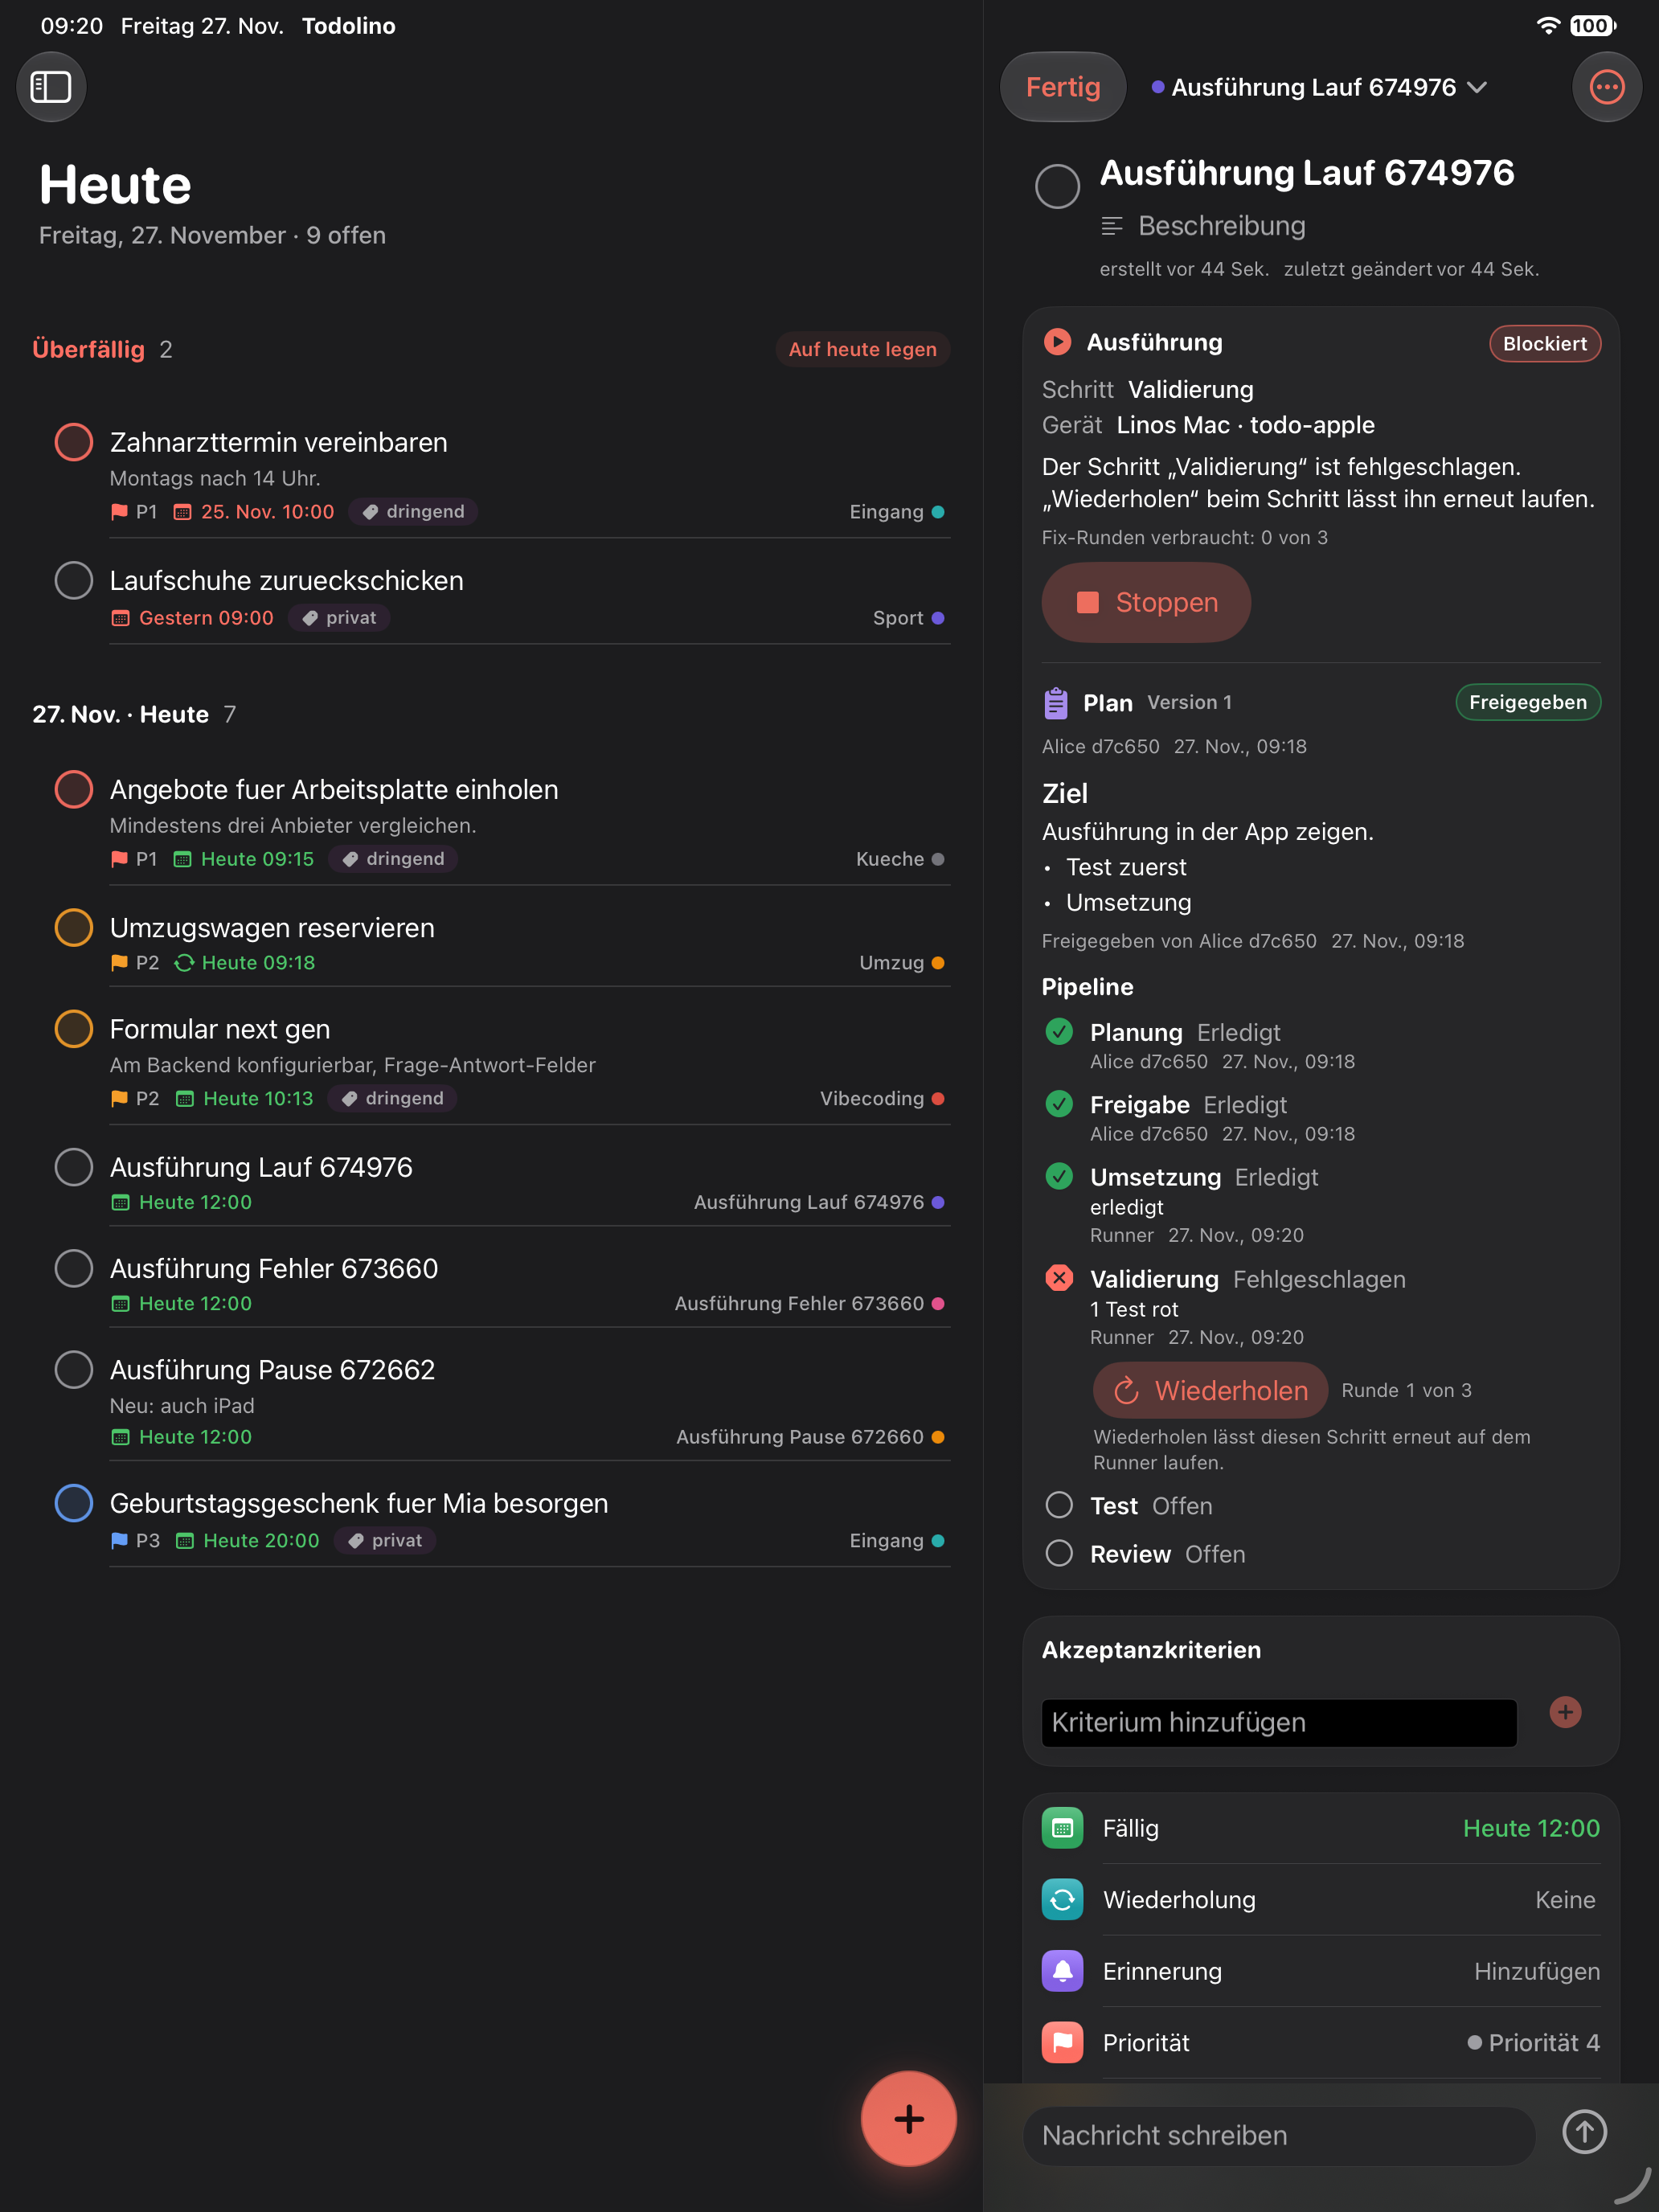 09:20 Freitag 27. Nov. Todolino
100
Heute
Freitag, 27. November · 9 offen
Überfällig 2
Auf heute legen
Zahnarzttermin vereinbaren
Montags nach 14 Uhr.
P1 25. Nov. 10:00 dringend Eingang
Laufschuhe zurueckschicken
Gestern 09:00 privat Sport
27. Nov. · Heute 7
Angebote fuer Arbeitsplatte einholen
Mindestens drei Anbieter vergleichen.
P1 Heute 09:15 dringend Kueche
Umzugswagen reservieren
P2 Heute 09:18 Umzug
Formular next gen
Am Backend konfigurierbar, Frage-Antwort-Felder
P2 Heute 10:13 dringend Vibecoding
Ausführung Lauf 674976
Heute 12:00 Ausführung Lauf 674976
Ausführung Fehler 673660
Heute 12:00 Ausführung Fehler 673660
Ausführung Pause 672662
Neu: auch iPad
Heute 12:00 Ausführung Pause 672660
Geburtstagsgeschenk fuer Mia besorgen
P3 Heute 20:00 privat Eingang
Fertig
Ausführung Lauf 674976
Ausführung Lauf 674976
Beschreibung
erstellt vor 44 Sek. zuletzt geändert vor 44 Sek.
Ausführung Blockiert
Schritt Validierung
Gerät Linos Mac · todo-apple
Der Schritt „Validierung“ ist fehlgeschlagen.
„Wiederholen“ beim Schritt lässt ihn erneut laufen.
Fix-Runden verbraucht: 0 von 3
Stoppen
Plan Version 1 Freigegeben
Alice d7c650 27. Nov., 09:18
Ziel
Ausführung in der App zeigen.
• Test zuerst
• Umsetzung
Freigegeben von Alice d7c650 27. Nov., 09:18
Pipeline
Planung Erledigt
Alice d7c650 27. Nov., 09:18
Freigabe Erledigt
Alice d7c650 27. Nov., 09:18
Umsetzung Erledigt
erledigt
Runner 27. Nov., 09:20
Validierung Fehlgeschlagen
1 Test rot
Runner 27. Nov., 09:20
Wiederholen Runde 1 von 3
Wiederholen lässt diesen Schritt erneut auf dem
Runner laufen.
Test Offen
Review Offen
Akzeptanzkriterien
Kriterium hinzufügen
Fällig Heute 12:00
Wiederholung Keine
Erinnerung Hinzufügen
Priorität Priorität 4
Nachricht schreiben